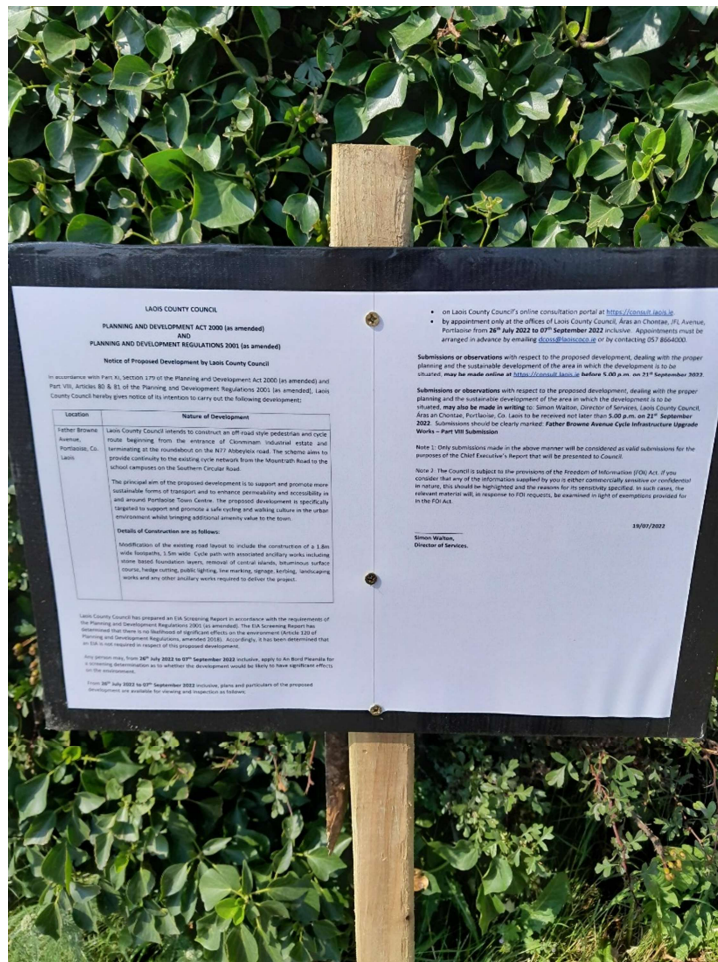 LAOIS COUNTY COUNCIL
PLANNING AND DEVELOPMENT ACT 2000 (as amended)
AND
PLANNING AND DEVELOPMENT REGULATIONS 2001 (as amended)
Notice of Proposed Development by Laois County Council
In accordance with Part XI, Section 179 of the Planning and Development Act 2000 (as amended) and
Part VIII, Articles 80 & 81 of the Planning and Development Regulations 2001 (as amended), Laois
County Council hereby gives notice of its intention to carry out the following development;
Location
Nature of Development
Father Browne
Avenue,
Portlaoise, Co.
Laois
Laois County Council intends to construct an off-road style pedestrian and cycle
route beginning from the entrance of Clonminam Industrial estate and
terminating at the roundabout on the N77 Abbeyleix road. The scheme aims to
provide continuity to the existing cycle network from the Mountrath Road to the
school campuses on the Southern Circular Road.
The principal aim of the proposed development is to support and promote more
sustainable forms of transport and to enhance permeability and accessibility in
and around Portlaoise Town Centre. The proposed development is specifically
targeted to support and promote a safe cycling and walking culture in the urban
environment whilst bringing additional amenity value to the town.
Details of Construction are as follows:
Modification of the existing road layout to include the construction of a 1.8m
wide footpaths, 1.5m wide Cycle path with associated ancillary works including
stone based foundation layers, removal of central islands, bituminous surface
course, hedge cutting, public lighting, line marking, signage, kerbing, landscaping
works and any other ancillary works required to deliver the project.
Laois County Council has prepared an EIA Screening Report in accordance with the requirements of
the Planning and Development Regulations 2001 (as amended). The EIA Screening Report has
determined that there is no likelihood of significant effects on the environment (Article 120 of
Planning and Development Regulations, amended 2018). Accordingly, it has been determined that
an EIA is not required in respect of this proposed development.
Any person may, from 26th July 2022 to 07th September 2022 inclusive, apply to An Bord Pleanála for
a screening determination as to whether the development would be likely to have significant effects
on the environment.
From 26th July 2022 to 07th September 2022 inclusive, plans and particulars of the proposed
development are available for viewing and inspection as follows
• on Laois County Council's online consultation portal at https://consult.laois.ie.
• by appointment only at the offices of Laois County Council, Áras an Chontae, JFL Avenue,
Portlaoise from 26th July 2022 to 07th September 2022 inclusive. Appointments must be
arranged in advance by emailing dcoss@laoiscoco.ie or by contacting 057 8664000.
Submissions or observations with respect to the proposed development, dealing with the proper
planning and the sustainable development of the area in which the development is to be
situated, may be made online at https://consult.laois.ie before 5.00 p.m. on 21st September 2022.
Submissions or observations with respect to the proposed development, dealing with the proper
planning and the sustainable development of the area in which the development is to be
situated, may also be made in writing to: Simon Walton, Director of Services, Laois County Council,
Áras an Chontae, Portlaoise, Co. Laois to be received not later than 5.00 p.m. on 21st September
2022. Submissions should be clearly marked: Father Browne Avenue Cycle Infrastructure Upgrade
Works – Part VIII Submission
Note 1: Only submissions made in the above manner will be considered as valid submissions for the
purposes of the Chief Executive's Report that will be presented to Council.
Note 2: The Council is subject to the provisions of the Freedom of Information (FOI) Act. If you
consider that any of the information supplied by you is either commercially sensitive or confidential
in nature, this should be highlighted and the reasons for its sensitivity specified. In such cases, the
relevant material will, in response to FOI requests, be examined in light of exemptions provided for
in the FOI Act.
19/07/2022
Simon Walton,
Director of Services.